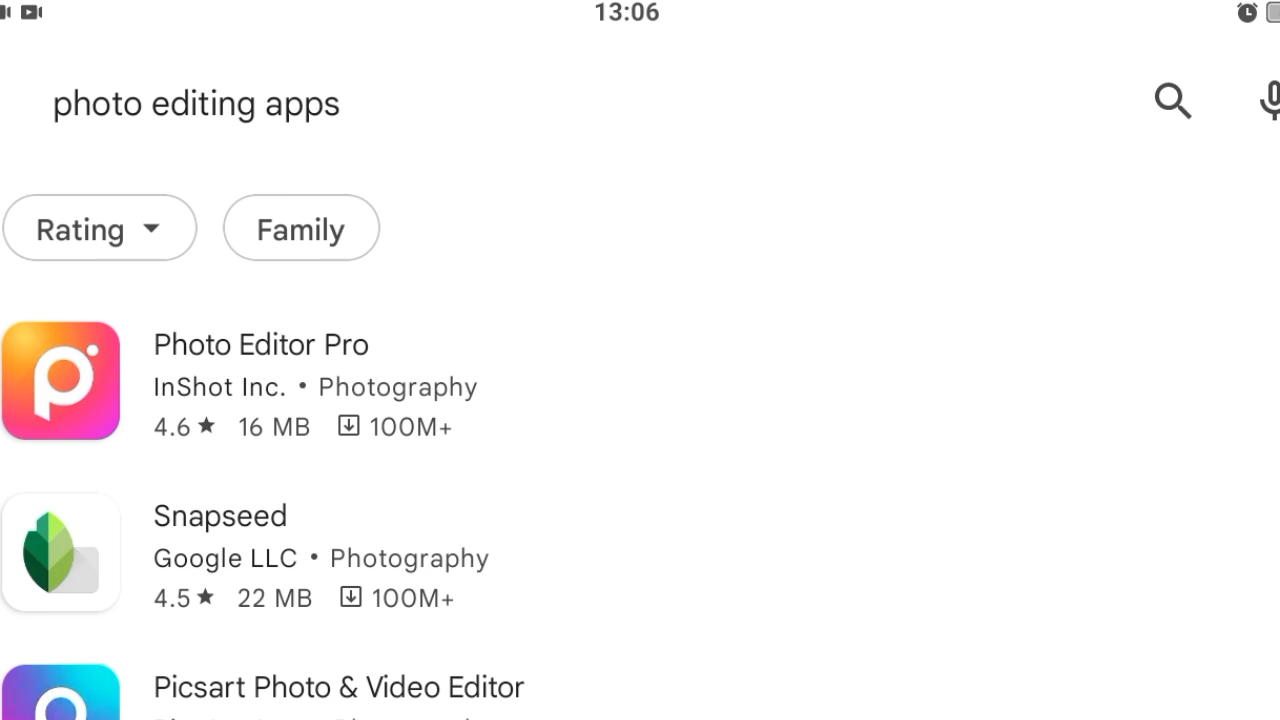 13:06
photo editing apps
Rating
Family
Photo Editor Pro
InShot Inc. • Photography
4.6★ 16 MB 100M+
Snapseed
Google LLC • Photography
4.5★ 22 MB 100M+
Picsart Photo & Video Editor